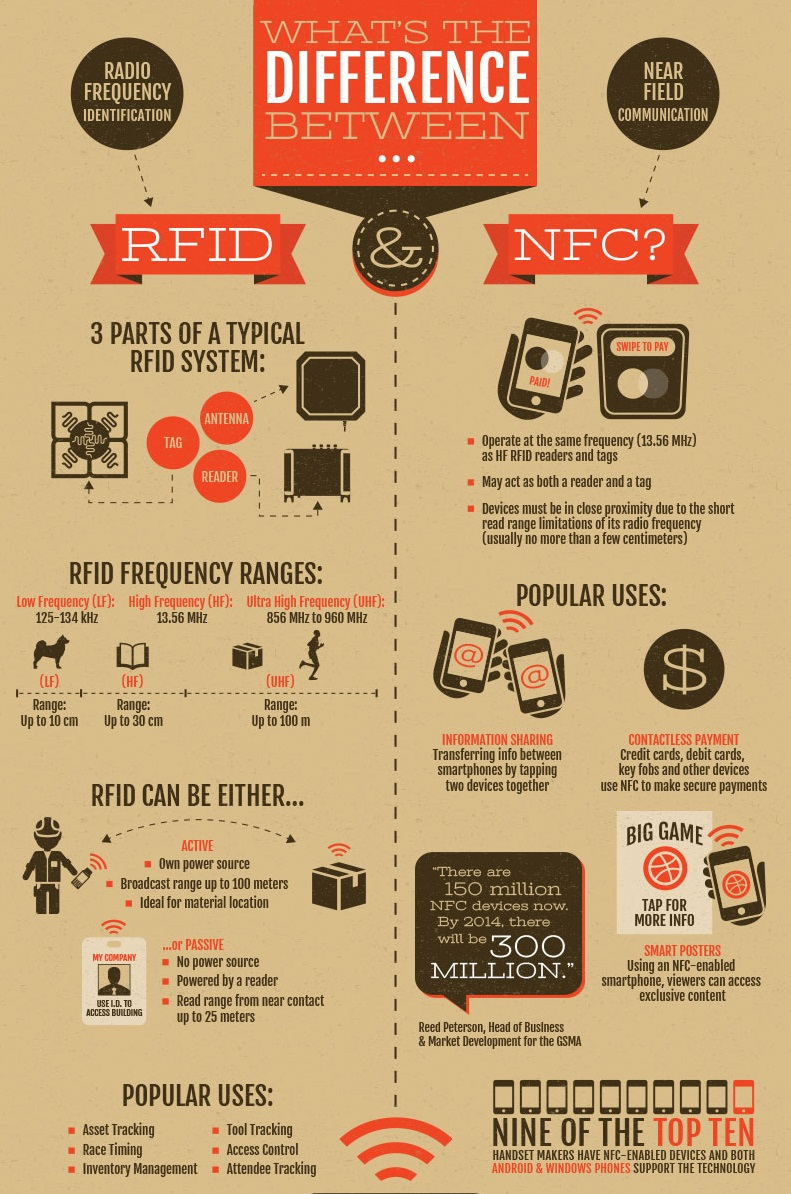 WHAT'S THE
DIFFERENCE
BETWEEN
...
RADIO
FREQUENCY
IDENTIFICATION
NEAR
FIELD
COMMUNICATION
RFID
&
NFC?
3 PARTS OF A TYPICAL
RFID SYSTEM:
ANTENNA
TAG
READER
RFID FREQUENCY RANGES:
Low Frequency (LF):
125-134 kHz
High Frequency (HF):
13.56 MHz
Ultra High Frequency (UHF):
856 MHz to 960 MHz
(LF)
(HF)
(UHF)
Range:
Up to 10 cm
Range:
Up to 30 cm
Range:
Up to 100 m
RFID CAN BE EITHER...
ACTIVE
Own power source
Broadcast range up to 100 meters
Ideal for material location
MY COMPANY
USE I.D. TO
ACCESS BUILDING
...or PASSIVE
No power source
Powered by a reader
Read range from near contact
up to 25 meters
POPULAR USES:
Asset Tracking
Race Timing
Inventory Management
Tool Tracking
Access Control
Attendee Tracking
PAID!
SWIPE TO PAY
Operate at the same frequency (13.56 MHz)
as HF RFID readers and tags
May act as both a reader and a tag
Devices must be in close proximity due to the short
read range limitations of its radio frequency
(usually no more than a few centimeters)
POPULAR USES:
@
@
$
INFORMATION SHARING
Transferring info between
smartphones by tapping
two devices together
CONTACTLESS PAYMENT
Credit cards, debit cards,
key fobs and other devices
use NFC to make secure payments
"There are
150 million
NFC devices now.
By 2014, there
will be 300
MILLION."
Reed Peterson, Head of Business
& Market Development for the GSMA
BIG GAME
TAP FOR
MORE INFO
SMART POSTERS
Using an NFC-enabled
smartphone, viewers can access
exclusive content
NINE OF THE TOP TEN
HANDSET MAKERS HAVE NFC-ENABLED DEVICES AND BOTH
ANDROID & WINDOWS PHONES SUPPORT THE TECHNOLOGY